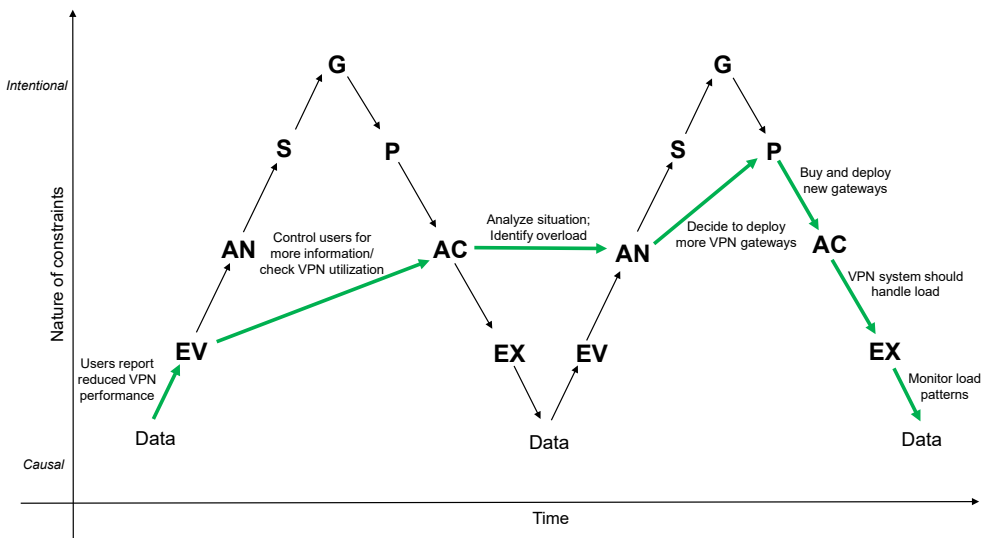 G
G
Intentional
S
P
S
P
Buy and deploy
new gateways
Analyze situation;
Identify overload
Decide to deploy
more VPN gateways
AN
Control users for
more information/
check VPN utilization
AC
AN
AC
Nature of constraints
VPN system should
handle load
EV
EX
EV
EX
Users report
reduced VPN
performance
Monitor load
patterns
Data
Data
Data
Causal
Time